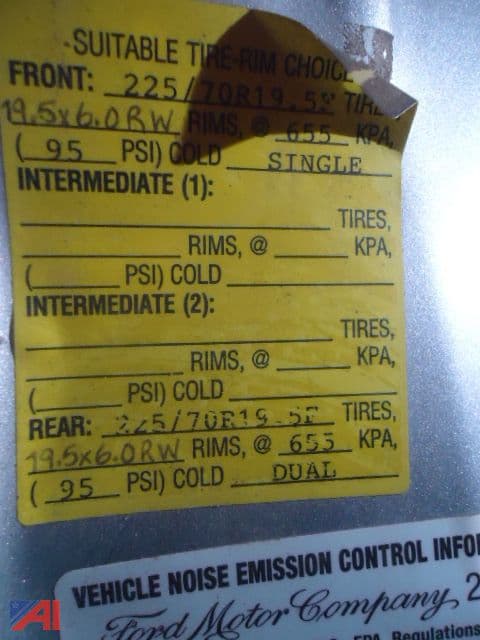 -SUITABLE TIRE-RIM CHOICE
FRONT: 225/70R19.5F TIRES,
19.5x6.0RW RIMS, @ 655 KPA,
( 95 PSI) COLD SINGLE
INTERMEDIATE (1):
TIRES,
RIMS, @ KPA,
( PSI) COLD
INTERMEDIATE (2):
TIRES,
RIMS, @ KPA,
( PSI) COLD
REAR: 225/70R19.5F TIRES,
19.5x6.0RW RIMS, @ 655 KPA,
( 95 PSI) COLD DUAL
VEHICLE NOISE EMISSION CONTROL INFO
Ford Motor Company 2
EPA Regulations
AI